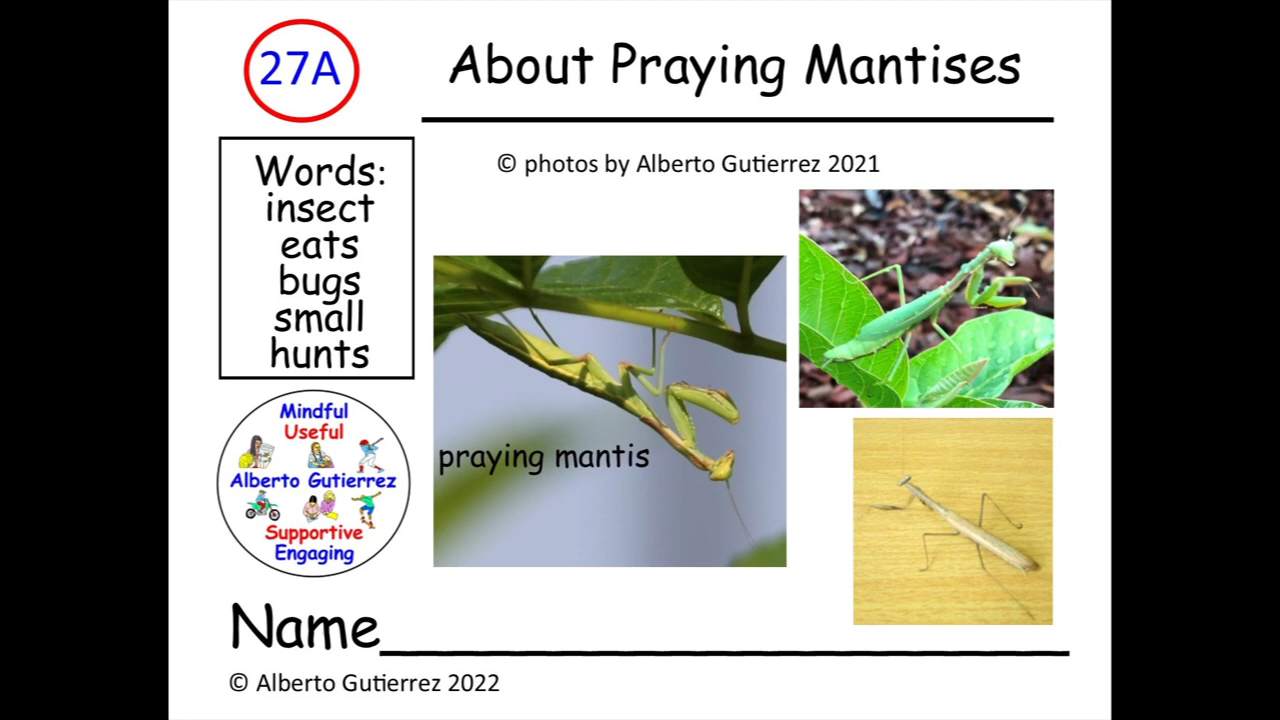 27A
About Praying Mantises
© photos by Alberto Gutierrez 2021
Words:
insect
eats
bugs
small
hunts
praying mantis
Mindful
Useful
Alberto Gutierrez
Supportive
Engaging
Name
© Alberto Gutierrez 2022